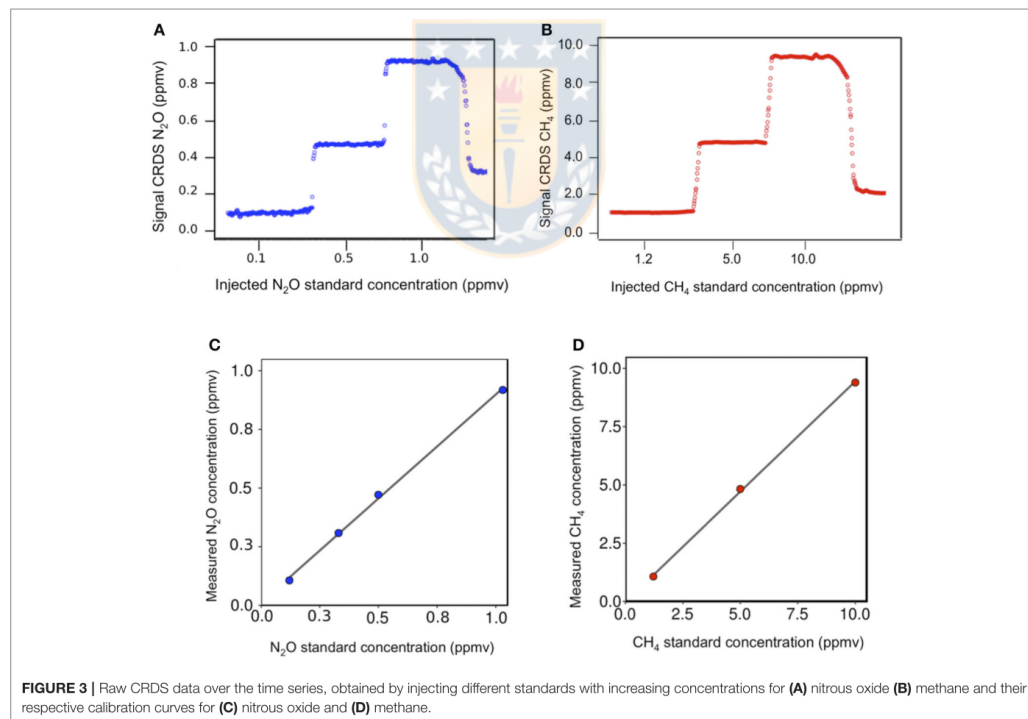 A
1.0
0.8
0.6
0.4
0.2
0.0
Signal CRDS N₂O (ppmv)
0.1 0.5 1.0
Injected N₂O standard concentration (ppmv)
B
10.0
8.0
6.0
4.0
2.0
0.0
Signal CRDS CH₄ (ppmv)
1.2 5.0 10.0
Injected CH₄ standard concentration (ppmv)
C
1.0
0.8
0.5
0.3
0.0
Measured N₂O concentration (ppmv)
0.0 0.3 0.5 0.8 1.0
N₂O standard concentration (ppmv)
D
10.0
7.5
5.0
2.5
0.0
Measured CH₄ concentration (ppmv)
0.0 2.5 5.0 7.5 10.0
CH₄ standard concentration (ppmv)
FIGURE 3 | Raw CRDS data over the time series, obtained by injecting different standards with increasing concentrations for (A) nitrous oxide (B) methane and their
respective calibration curves for (C) nitrous oxide and (D) methane.